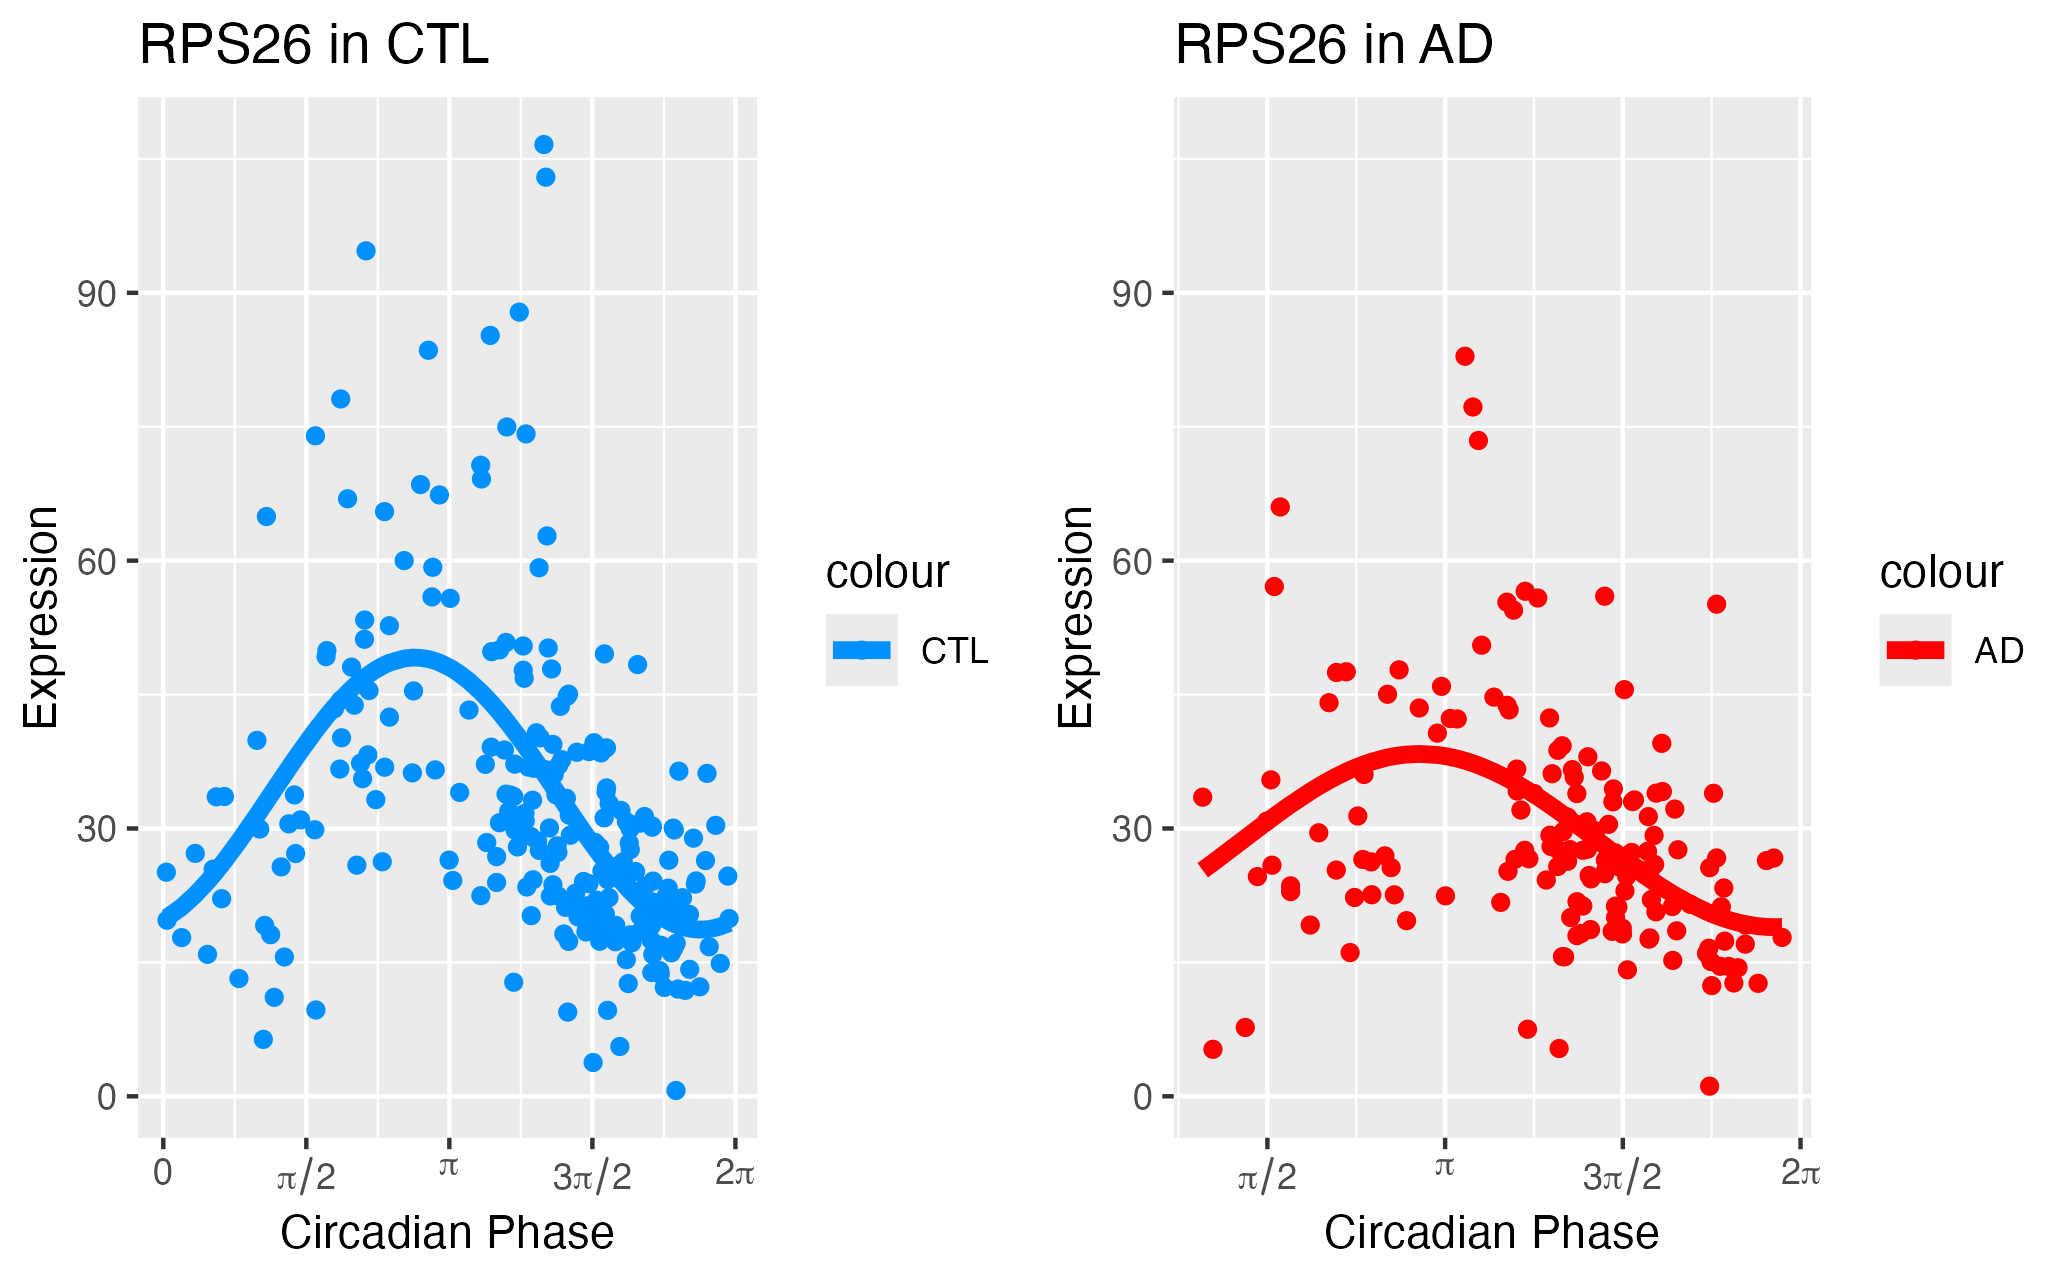 RPS26 in CTL
90
60
30
0
Expression
0
π/2
π
3π/2
2π
Circadian Phase
colour
CTL
RPS26 in AD
90
60
30
0
Expression
π/2
π
3π/2
2π
Circadian Phase
colour
AD